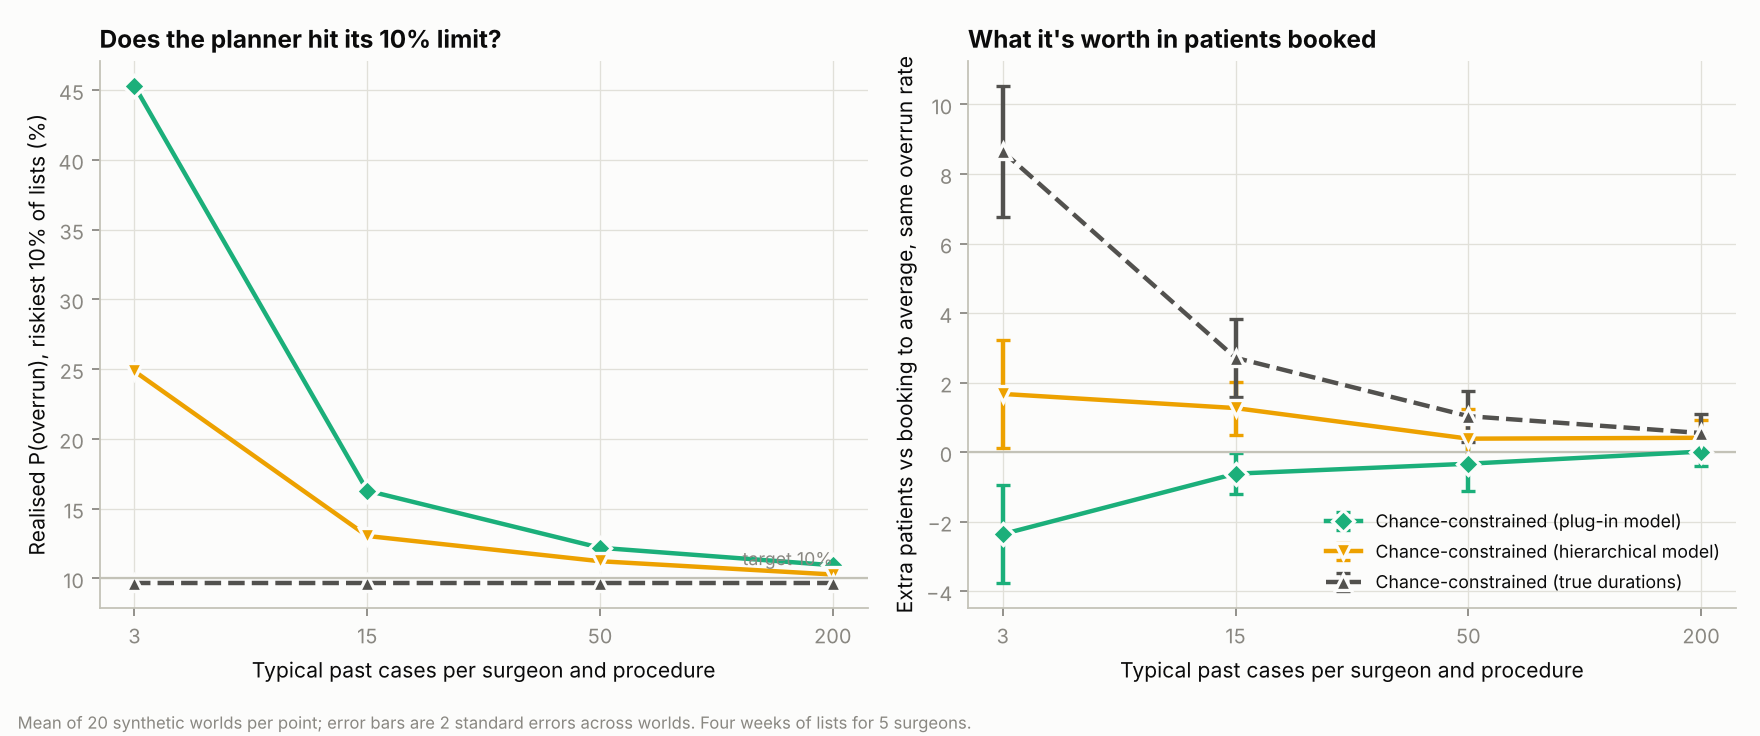 Does the planner hit its 10% limit?
Realised P(overrun), riskiest 10% of lists (%)
45
40
35
30
25
20
15
10
target 10%
3
15
50
200
Typical past cases per surgeon and procedure
What it's worth in patients booked
Extra patients vs booking to average, same overrun rate
10
8
6
4
2
0
−2
−4
Chance-constrained (plug-in model)
Chance-constrained (hierarchical model)
Chance-constrained (true durations)
3
15
50
200
Typical past cases per surgeon and procedure
Mean of 20 synthetic worlds per point; error bars are 2 standard errors across worlds. Four weeks of lists for 5 surgeons.